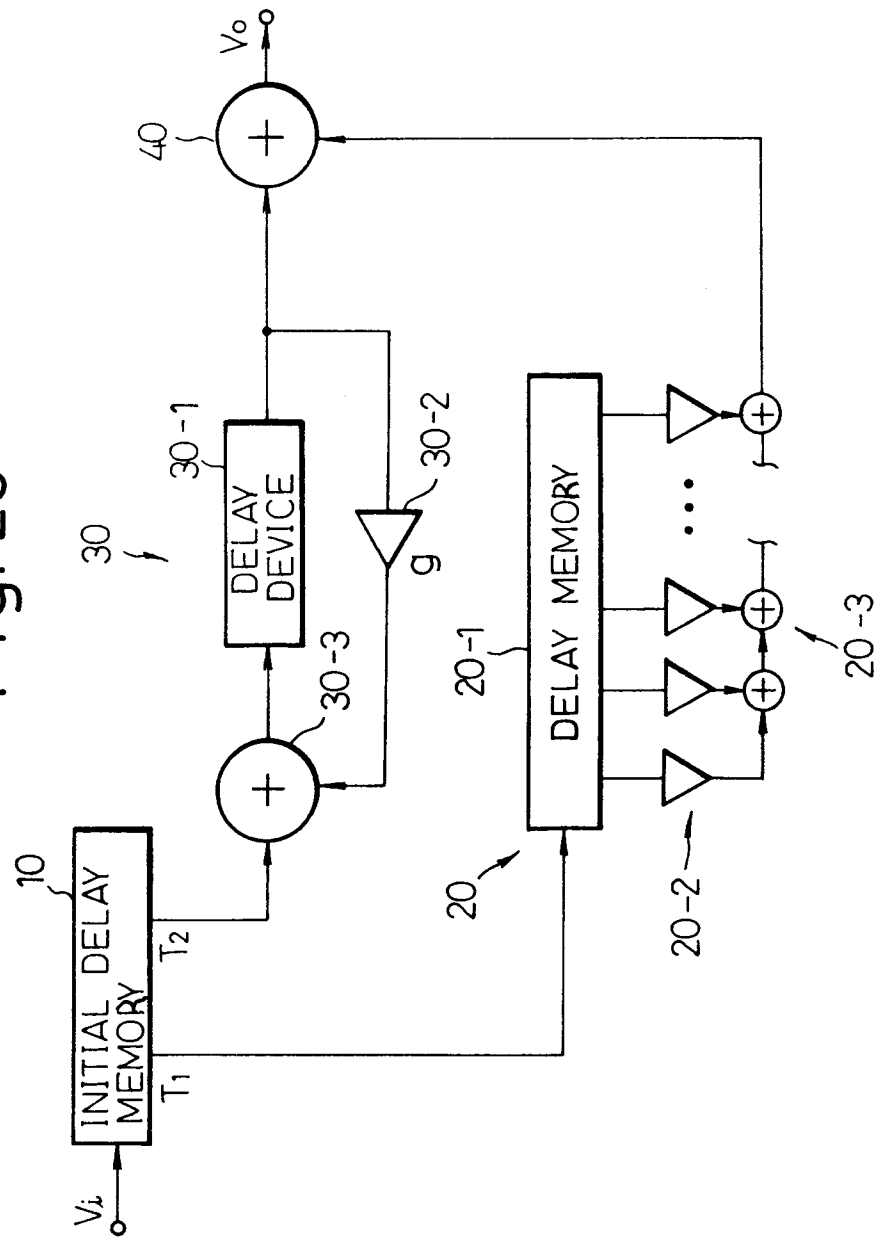 10
INITIAL DELAY
MEMORY
Vi
T1
T2
30
30-1
DELAY
DEVICE
30-3
30-2
g
40
Vo
20
20-1
DELAY MEMORY
20-2
20-3